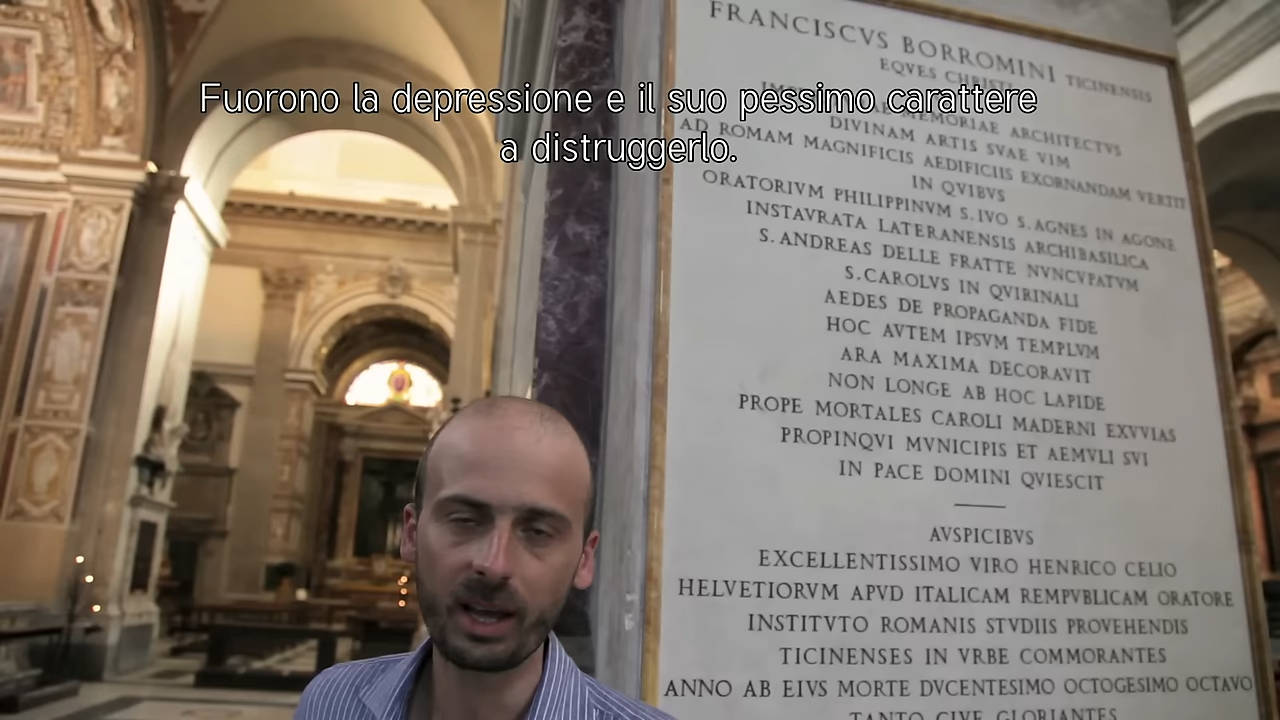 Fuorono la depressione e il suo pessimo carattere
a distruggerlo.
FRANCISCVS BORROMINI TICINENSIS
EQVES CHRISTI
MEMORIAE ARCHITECTVS
DIVINAM ARTIS SVAE VIM
AD ROMAM MAGNIFICIS AEDIFICIIS EXORNANDAM VERTIT
IN QVIBVS
ORATORIVM PHILIPPINVM S. IVO S. AGNES IN AGONE
INSTAVRATA LATERANENSIS ARCHIBASILICA
S. ANDREAS DELLE FRATTE NVNCVPATVM
S. CAROLVS IN QVIRINALI
AEDES DE PROPAGANDA FIDE
HOC AVTEM IPSVM TEMPLVM
ARA MAXIMA DECORAVIT
NON LONGE AB HOC LAPIDE
PROPE MORTALES CAROLI MADERNI EXVVIAS
PROPINQVI MVNICIPIS ET AEMVLI SVI
IN PACE DOMINI QVIESCIT
AVSPICIBVS
EXCELLENTISSIMO VIRO HENRICO CELIO
HELVETIORVM APVD ITALICAM REMPVBLICAM ORATORE
INSTITVTO ROMANIS STVDIIS PROVEHENDIS
TICINENSES IN VRBE COMMORANTES
ANNO AB EIVS MORTE DVCENTESIMO OCTOGESIMO OCTAVO
TANTO CIVE GLORIANTES